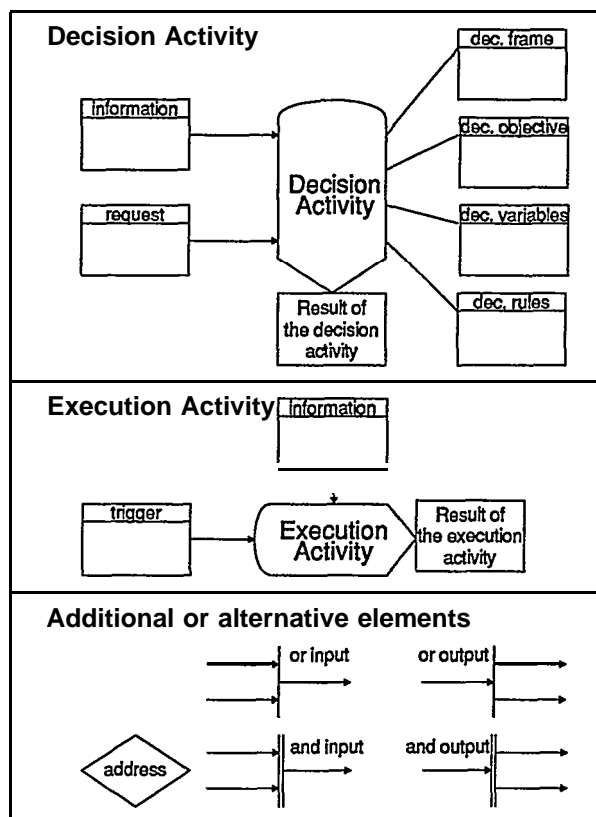 Decision Activity
information
request
Decision
Activity
Result of
the decision
activity
dec. frame
dec. objective
dec. variables
dec. rules
Execution Activity
information
trigger
Execution
Activity
Result of
the execution
activity
Additional or alternative elements
or input
or output
address
and input
and output